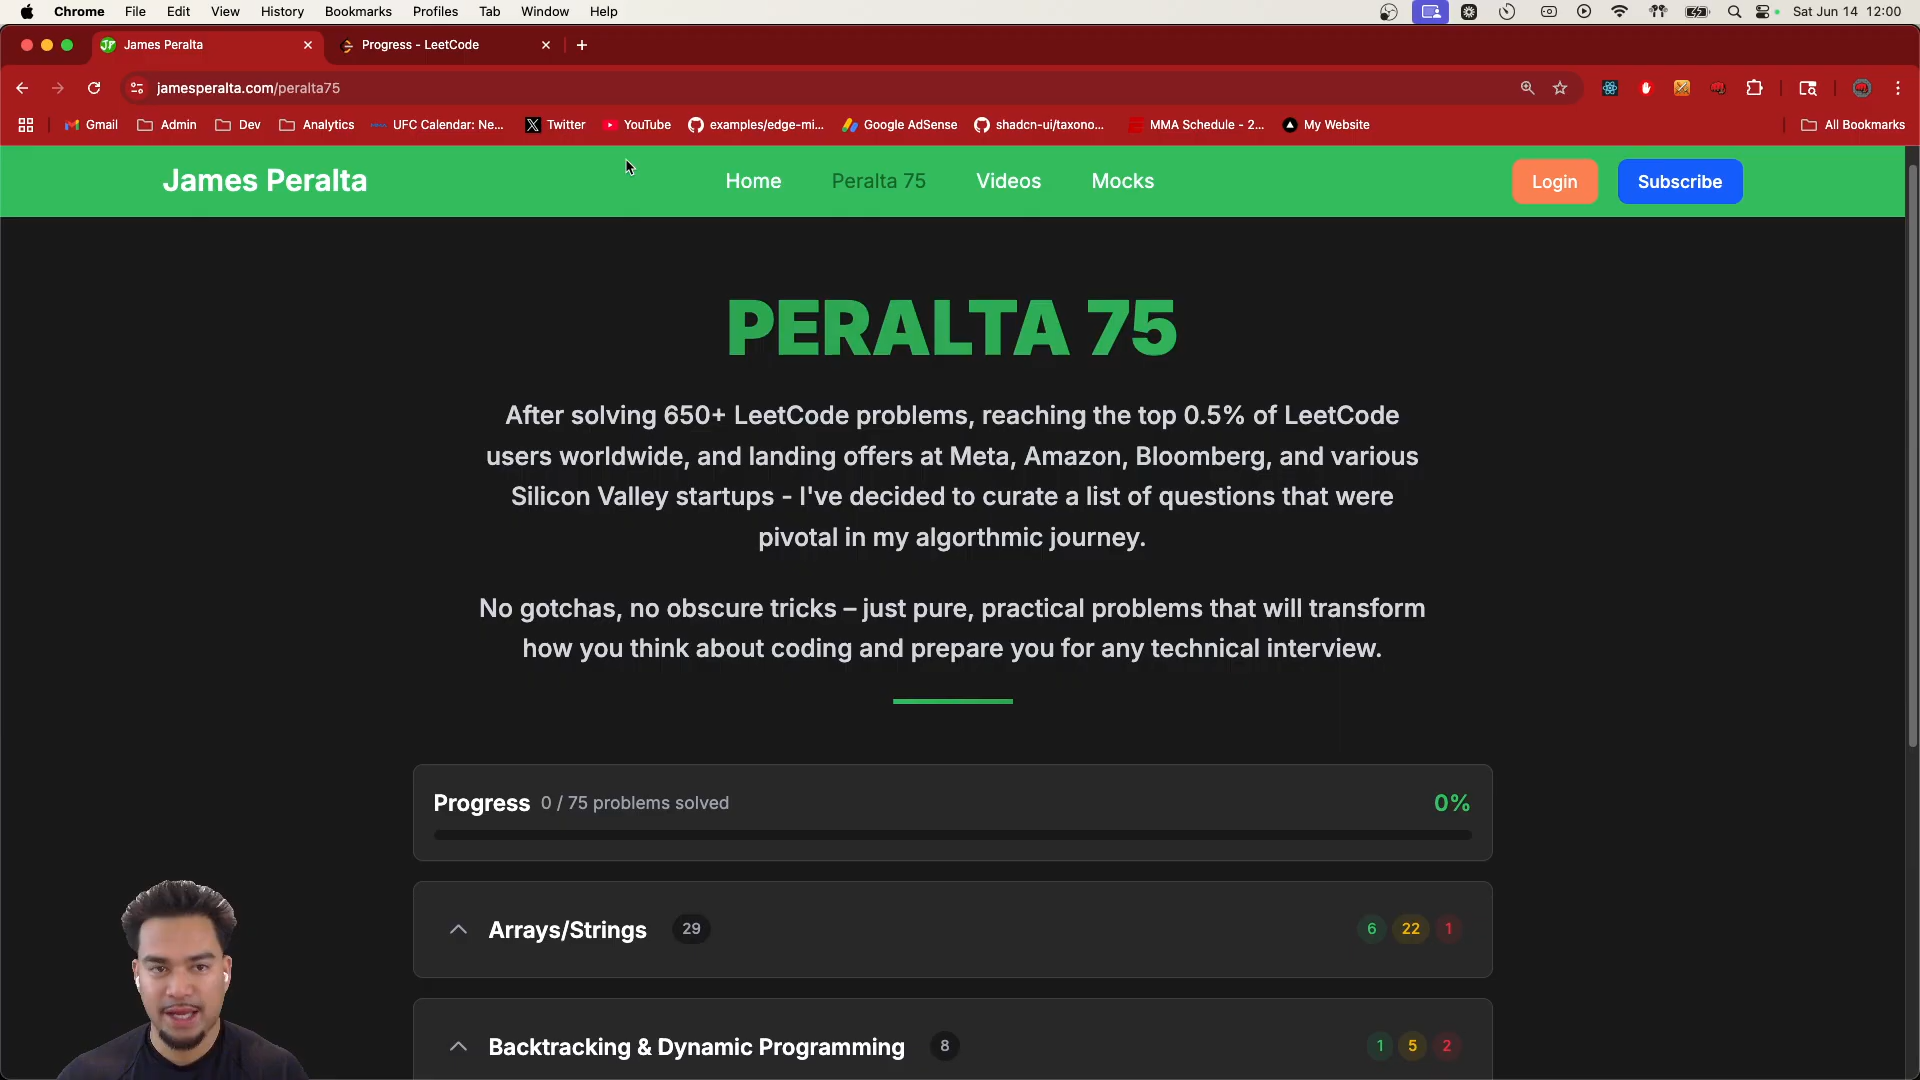 Chrome File Edit View History Bookmarks Profiles Tab Window Help Sat Jun 14 12:00
James Peralta Progress - LeetCode
jamesperalta.com/peralta75
Gmail Admin Dev Analytics UFC Calendar: Ne... Twitter YouTube examples/edge-mi... Google AdSense shadcn-ui/taxono... MMA Schedule - 2... My Website All Bookmarks
James Peralta Home Peralta 75 Videos Mocks Login Subscribe
PERALTA 75
After solving 650+ LeetCode problems, reaching the top 0.5% of LeetCode
users worldwide, and landing offers at Meta, Amazon, Bloomberg, and various
Silicon Valley startups - I've decided to curate a list of questions that were
pivotal in my algorthmic journey.
No gotchas, no obscure tricks – just pure, practical problems that will transform
how you think about coding and prepare you for any technical interview.
Progress 0 / 75 problems solved 0%
Arrays/Strings 29 6 22 1
Backtracking & Dynamic Programming 8 1 5 2